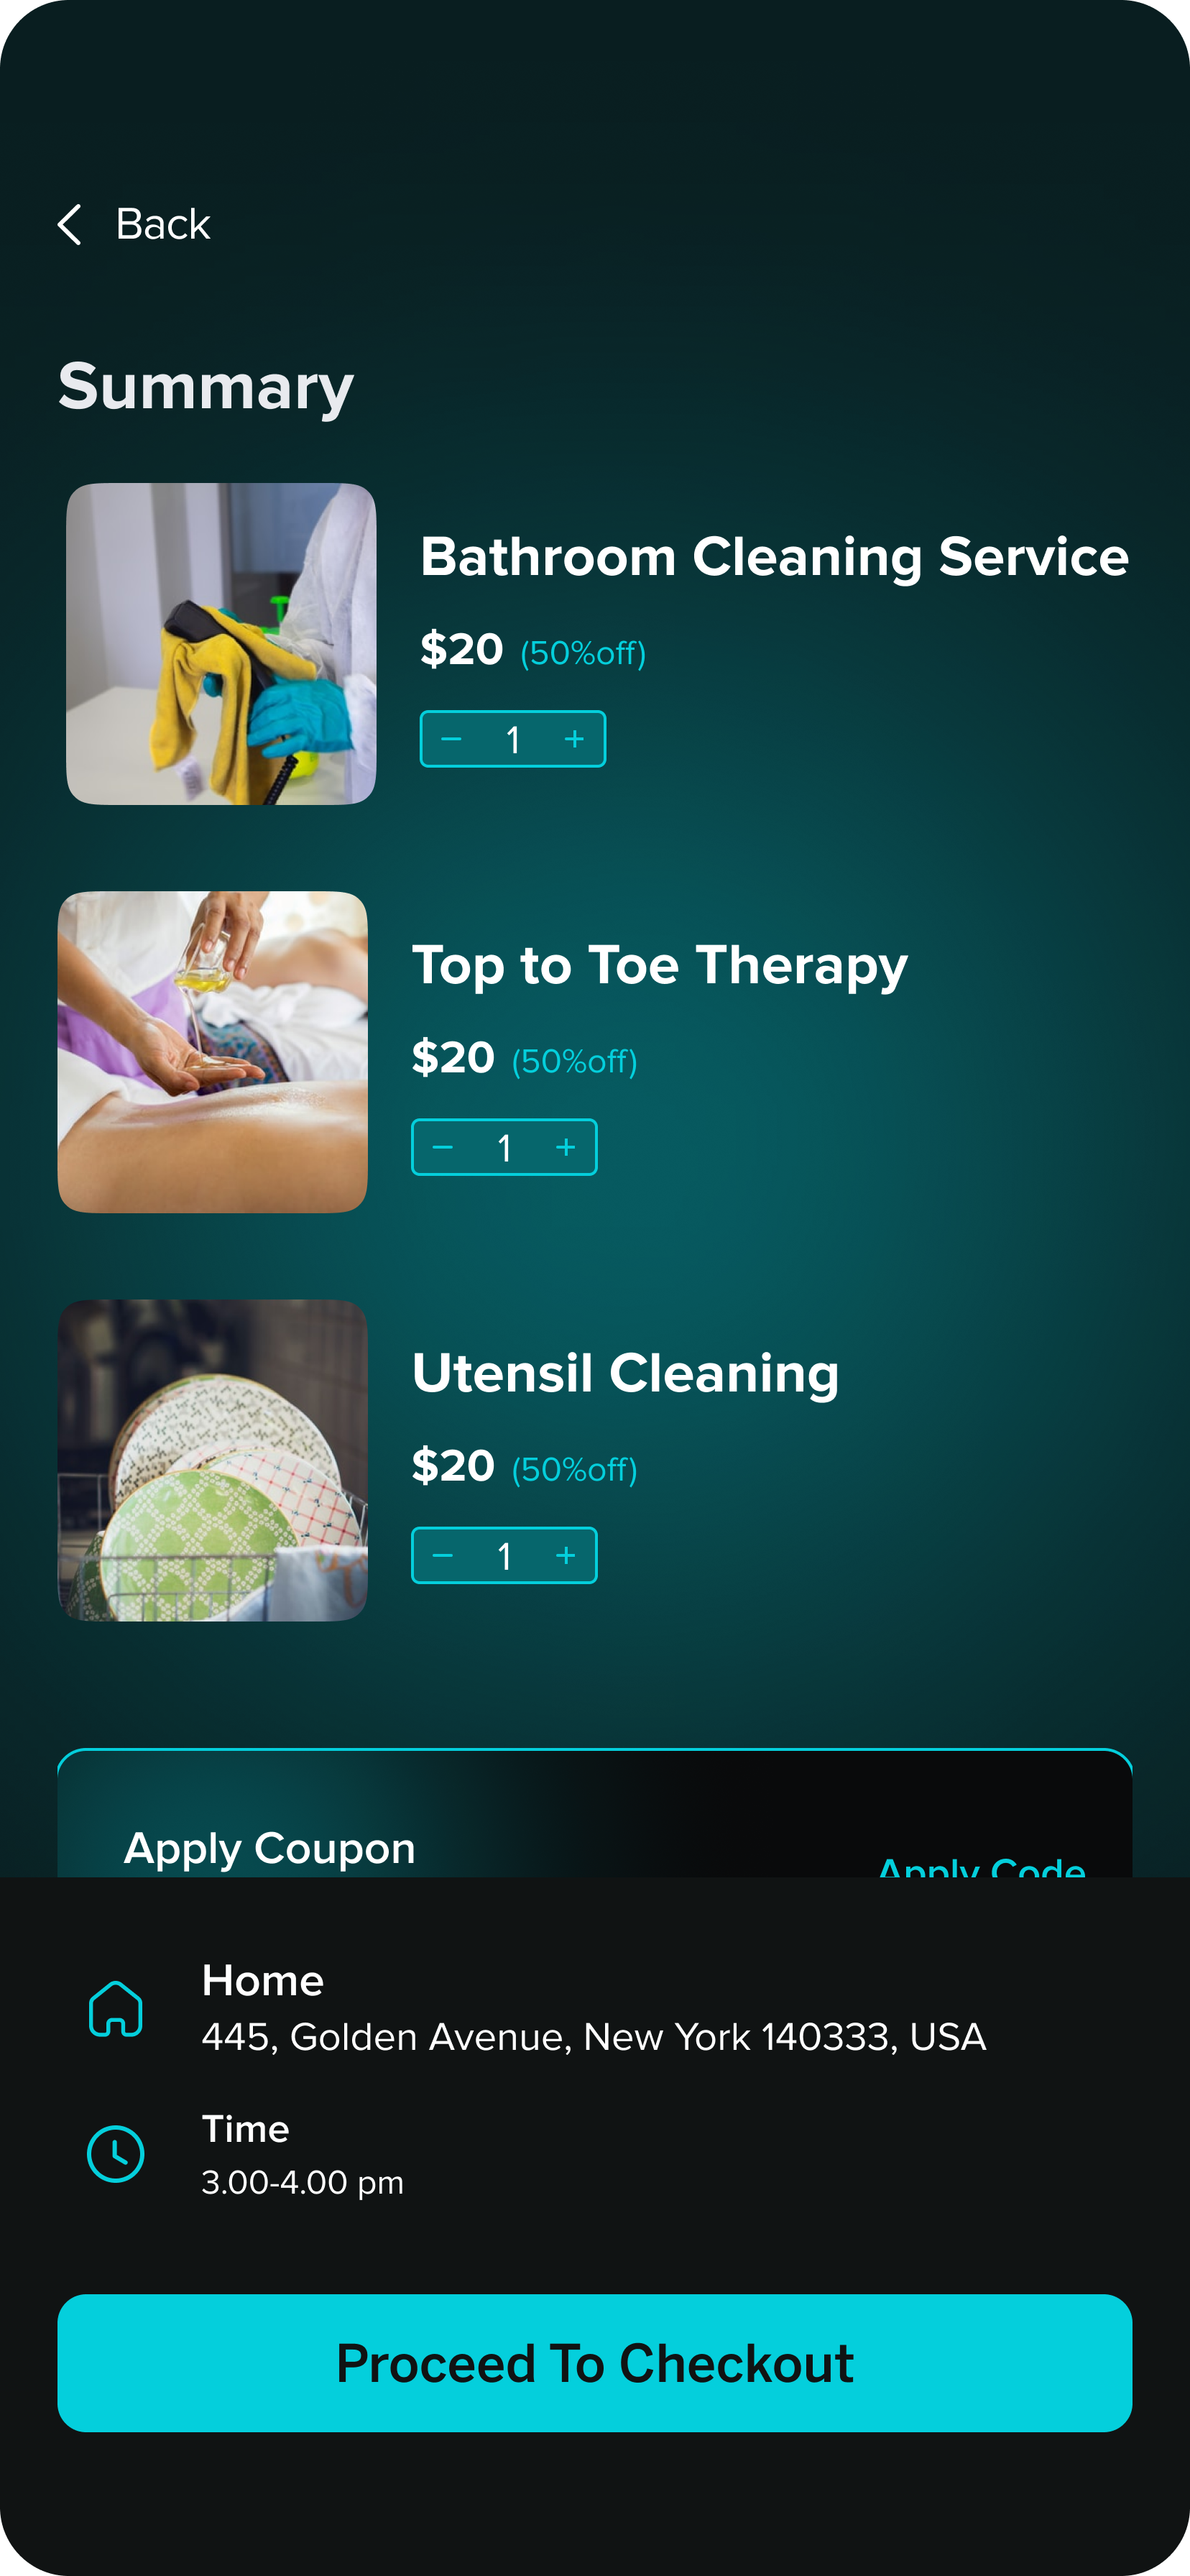 Back
Summary
Bathroom Cleaning Service
$20 (50%off)
− 1 +
Top to Toe Therapy
$20 (50%off)
− 1 +
Utensil Cleaning
$20 (50%off)
− 1 +
Apply Coupon
Apply Code
Home
445, Golden Avenue, New York 140333, USA
Time
3.00-4.00 pm
Proceed To Checkout